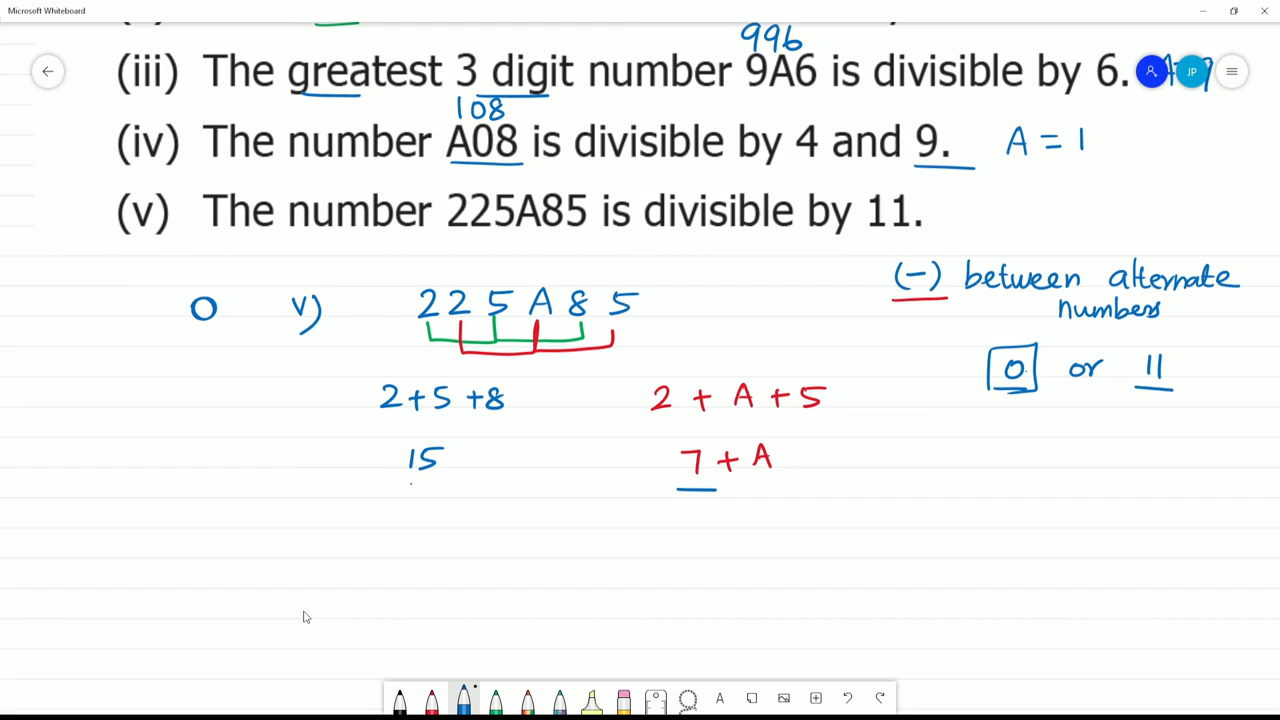 Microsoft Whiteboard
996
(iii) The greatest 3 digit number 9A6 is divisible by 6.
JP
108
(iv) The number A08 is divisible by 4 and 9. A = 1
(v) The number 225A85 is divisible by 11.
(-) between alternate
numbers
O v) 2 2 5 A 8 5
0 or 11
2+5+8 2 + A + 5
15 7 + A
A